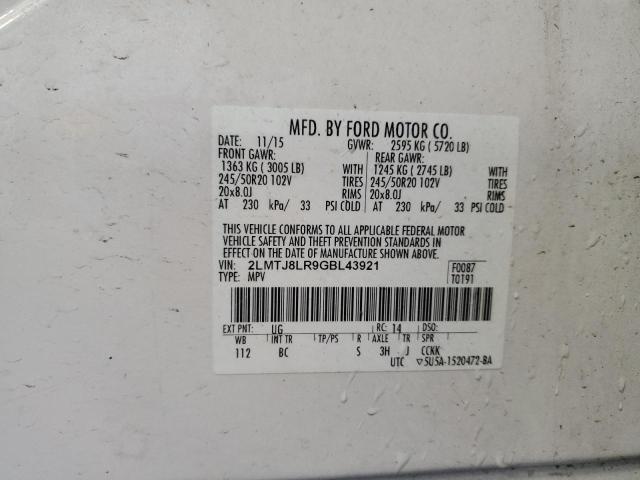 MFD. BY FORD MOTOR CO.
DATE: 11/15 GVWR: 2595 KG ( 5720 LB)
FRONT GAWR: REAR GAWR:
1363 KG ( 3005 LB) WITH 1245 KG ( 2745 LB) WITH
245/50R20 102V TIRES 245/50R20 102V TIRES
20x8.0J RIMS 20x8.0J RIMS
AT 230 kPa/ 33 PSI COLD AT 230 kPa/ 33 PSI COLD
THIS VEHICLE CONFORMS TO ALL APPLICABLE FEDERAL MOTOR
VEHICLE SAFETY AND THEFT PREVENTION STANDARDS IN
EFFECT ON THE DATE OF MANUFACTURE SHOWN ABOVE.
VIN: 2LMTJ8LR9GBL43921 F0087
TYPE: MPV T0191
EXT PNT: UG RC: 14 DSO:
WB INT TR TP/PS R AXLE TR SPR
112 BC S 3H J CCKK
UTC ▽5U5A-1520472-BA